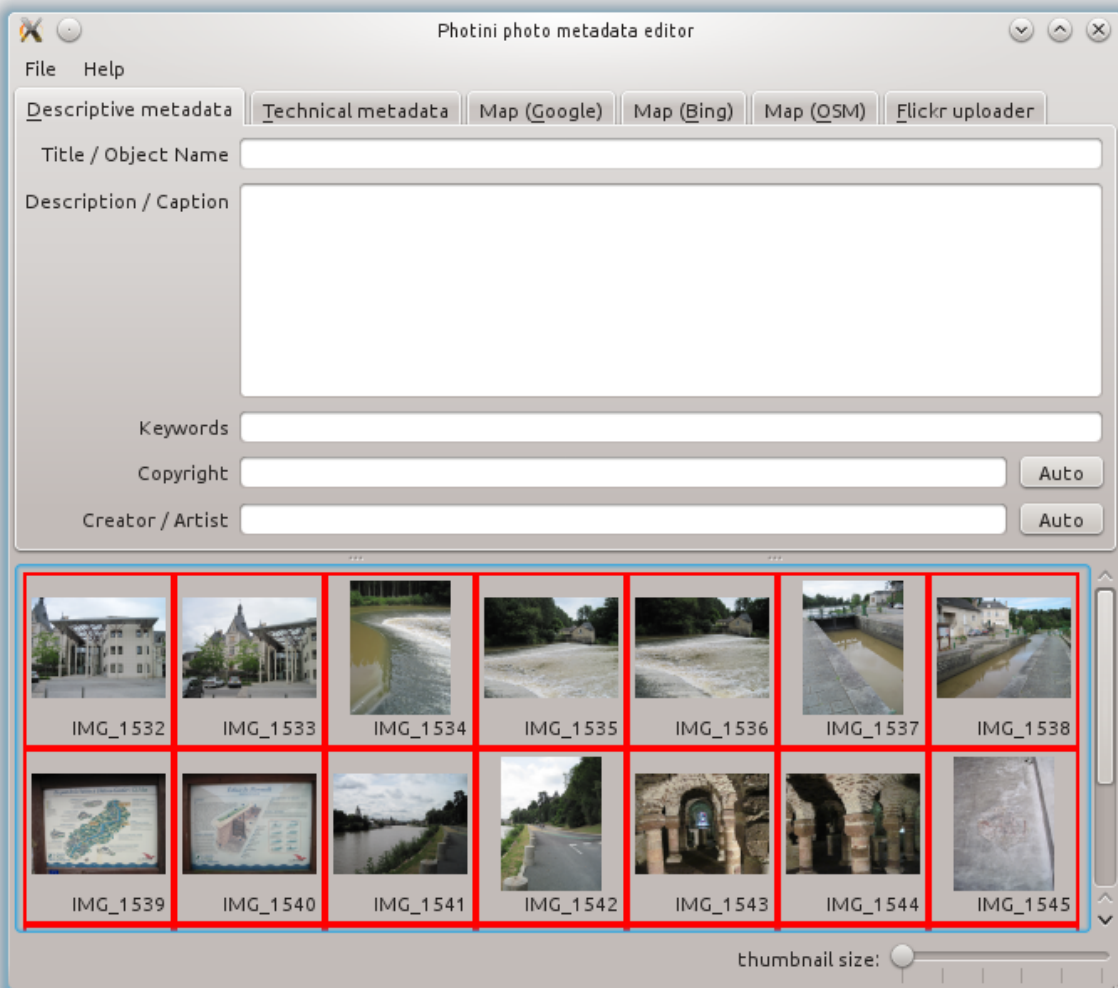 Photini photo metadata editor
File Help
Descriptive metadata Technical metadata Map (Google) Map (Bing) Map (OSM) Flickr uploader
Title / Object Name
Description / Caption
Keywords
Copyright Auto
Creator / Artist Auto
IMG_1532 IMG_1533 IMG_1534 IMG_1535 IMG_1536 IMG_1537 IMG_1538
IMG_1539 IMG_1540 IMG_1541 IMG_1542 IMG_1543 IMG_1544 IMG_1545
thumbnail size: